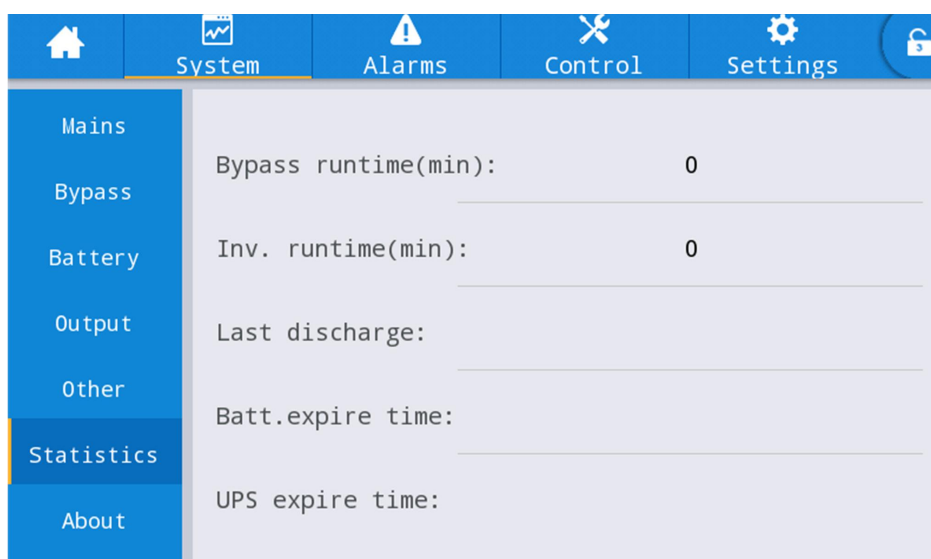 System
Alarms
Control
Settings
3
Mains
Bypass
Battery
Output
Other
Statistics
About
Bypass runtime(min): 0
Inv. runtime(min): 0
Last discharge:
Batt.expire time:
UPS expire time: